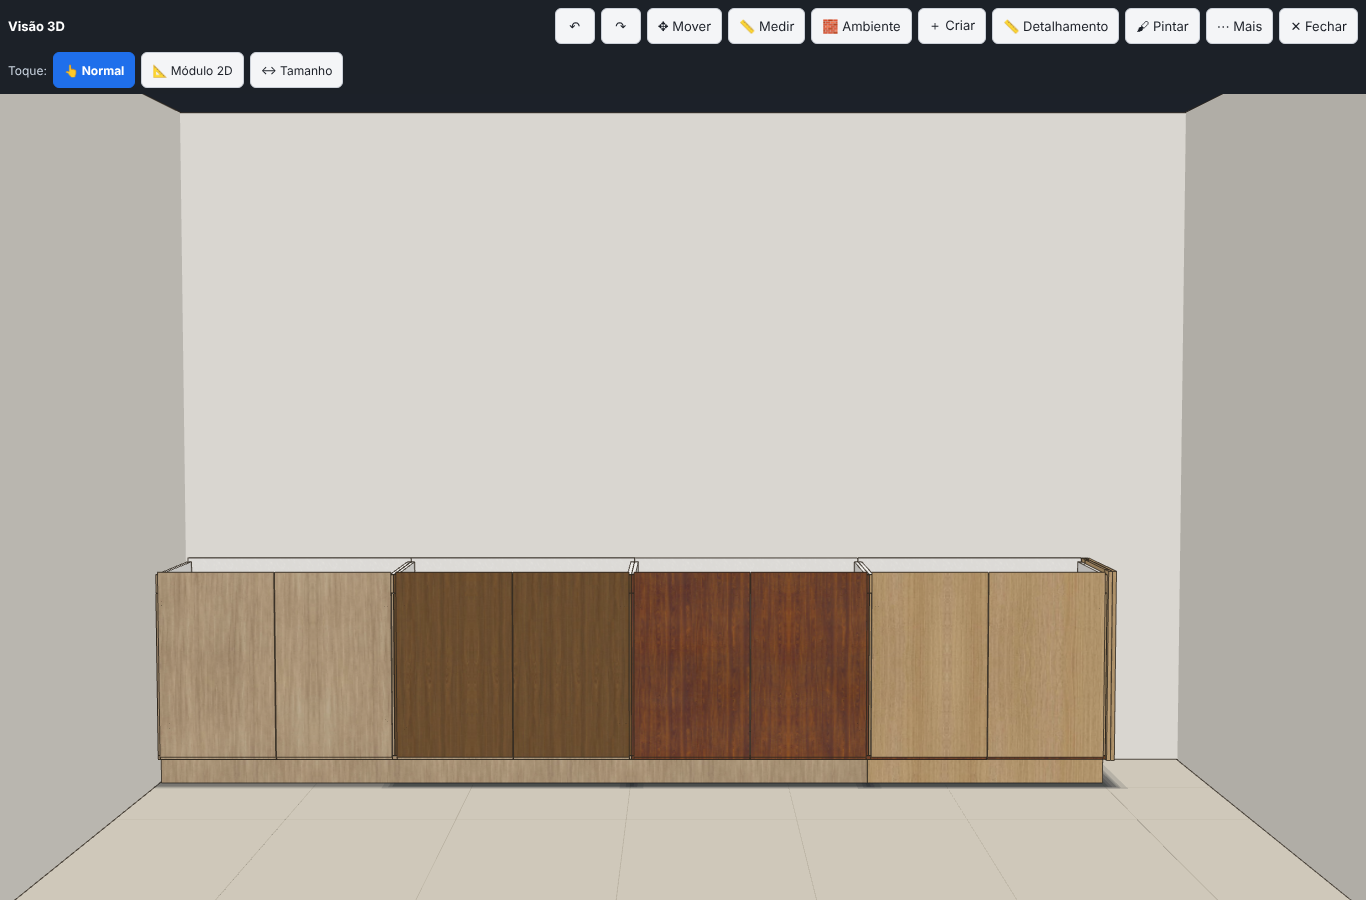 Visão 3D
↶ ↷ ✥ Mover 📏 Medir 🧱 Ambiente + Criar 📏 Detalhamento 🖌 Pintar ⋯ Mais ✕ Fechar
Toque: 👆 Normal 📐 Módulo 2D ↔ Tamanho